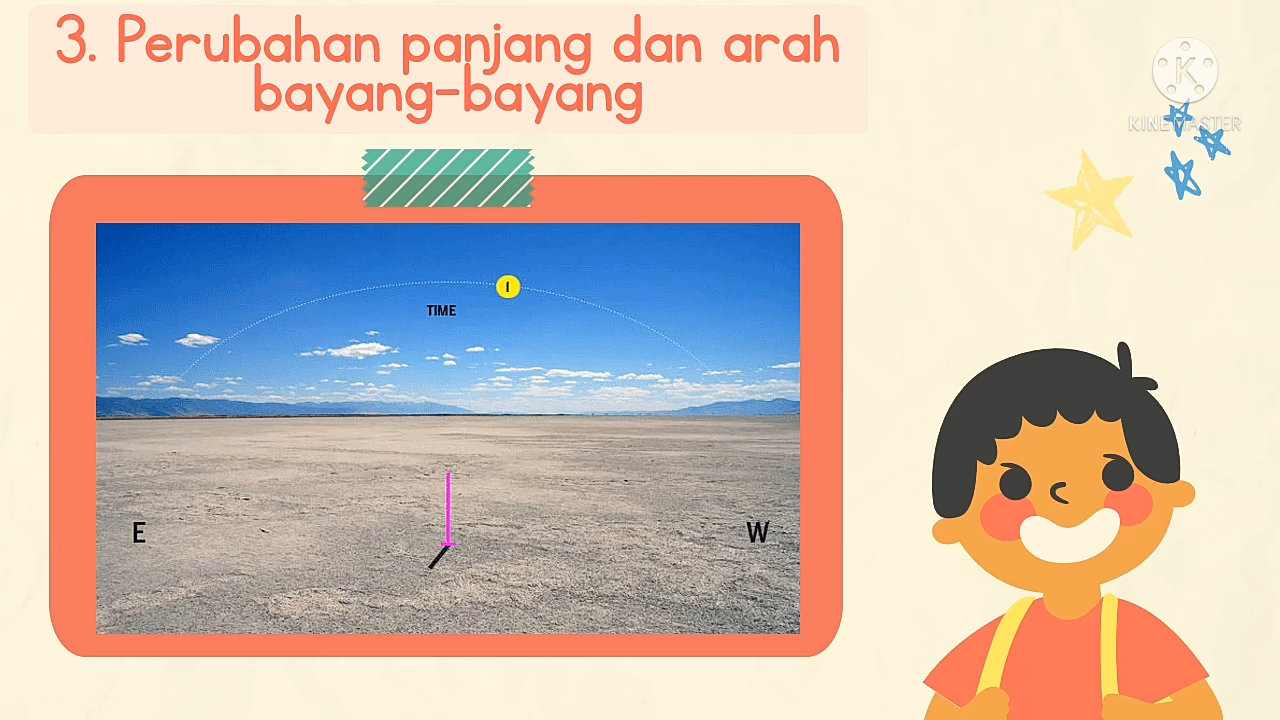 3. Perubahan panjang dan arah
bayang-bayang
K
KINEMASTER
I
TIME
E
W